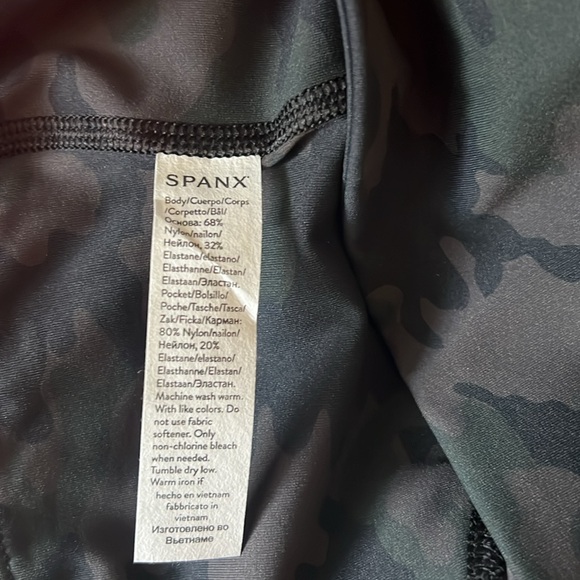 SPANX®
Body/Cuerpo/Corps
/Corpetto/Bål/
Основа: 68%
Nylon/nailon/
Нейлон, 32%
Elastane/elastano/
Elasthanne/Elastan/
Elastaan/Эластан.
Pocket/Bolsillo/
Poche/Tasche/Tasca/
Zak/Ficka/Карман:
80% Nylon/nailon/
Нейлон, 20%
Elastane/elastano/
Elasthanne/Elastan/
Elastaan/Эластан.
Machine wash warm.
With like colors. Do
not use fabric
softener. Only
non-chlorine bleach
when needed.
Tumble dry low.
Warm iron if
hecho en vietnam
fabbricato in
vietnam
Изготовлено во
Вьетнаме